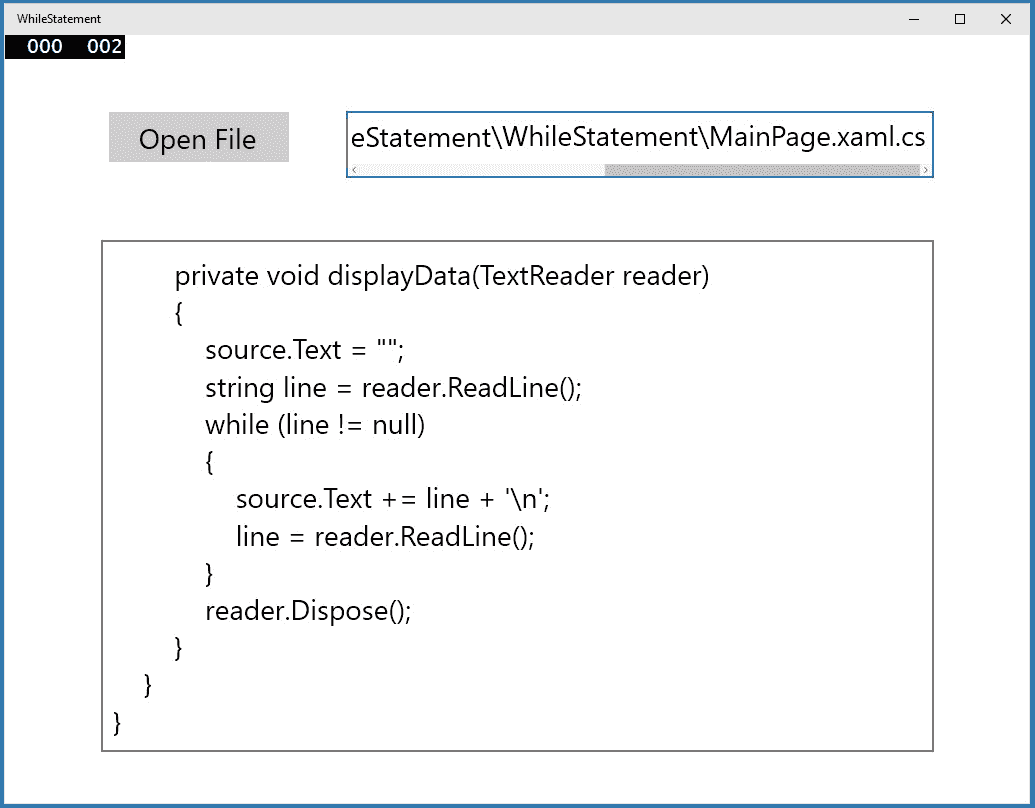 WhileStatement
000 002
Open File
eStatement\WhileStatement\MainPage.xaml.cs
private void displayData(TextReader reader)
{
source.Text = "";
string line = reader.ReadLine();
while (line != null)
{
source.Text += line + '\n';
line = reader.ReadLine();
}
reader.Dispose();
}
}
}